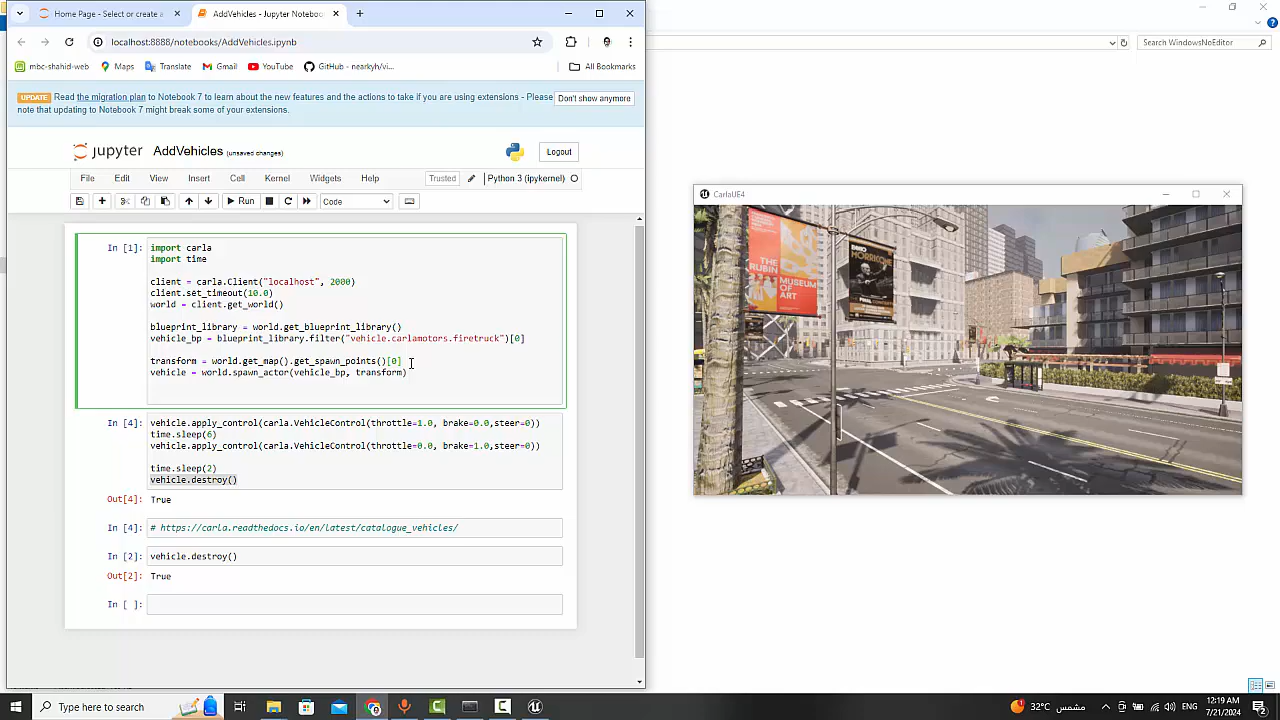 Home Page - Select or create a
AddVehicles - Jupyter Notebook
localhost:8888/notebooks/AddVehicles.ipynb
mbc-shahid-web
Maps
Translate
Gmail
YouTube
GitHub - nearkyh/vi...
All Bookmarks
UPDATE Read the migration plan to Notebook 7 to learn about the new features and the actions to take if you are using extensions - Please
note that updating to Notebook 7 might break some of your extensions.
Don't show anymore
jupyter AddVehicles (unsaved changes)
Logout
File Edit View Insert Cell Kernel Widgets Help
Trusted
Python 3 (ipykernel)
Run
Code
In [1]:
import carla
import time
client = carla.Client("localhost", 2000)
client.set_timeout(10.0)
world = client.get_world()
blueprint_library = world.get_blueprint_library()
vehicle_bp = blueprint_library.filter("vehicle.carlamotors.firetruck")[0]
transform = world.get_map().get_spawn_points()[0]
vehicle = world.spawn_actor(vehicle_bp, transform)
In [4]:
vehicle.apply_control(carla.VehicleControl(throttle=1.0, brake=0.0,steer=0))
time.sleep(6)
vehicle.apply_control(carla.VehicleControl(throttle=0.0, brake=1.0,steer=0))
time.sleep(2)
vehicle.destroy()
Out[4]: True
In [4]: # https://carla.readthedocs.io/en/latest/catalogue_vehicles/
In [2]: vehicle.destroy()
Out[2]: True
In [ ]:
Search WindowsNoEditor
CarlaUE4
THE
RUBIN
MUSEUM
OF
ART
ENNIO
MORRICONE
Type here to search
32°C مشمس
12:19 AM
7/21/2024